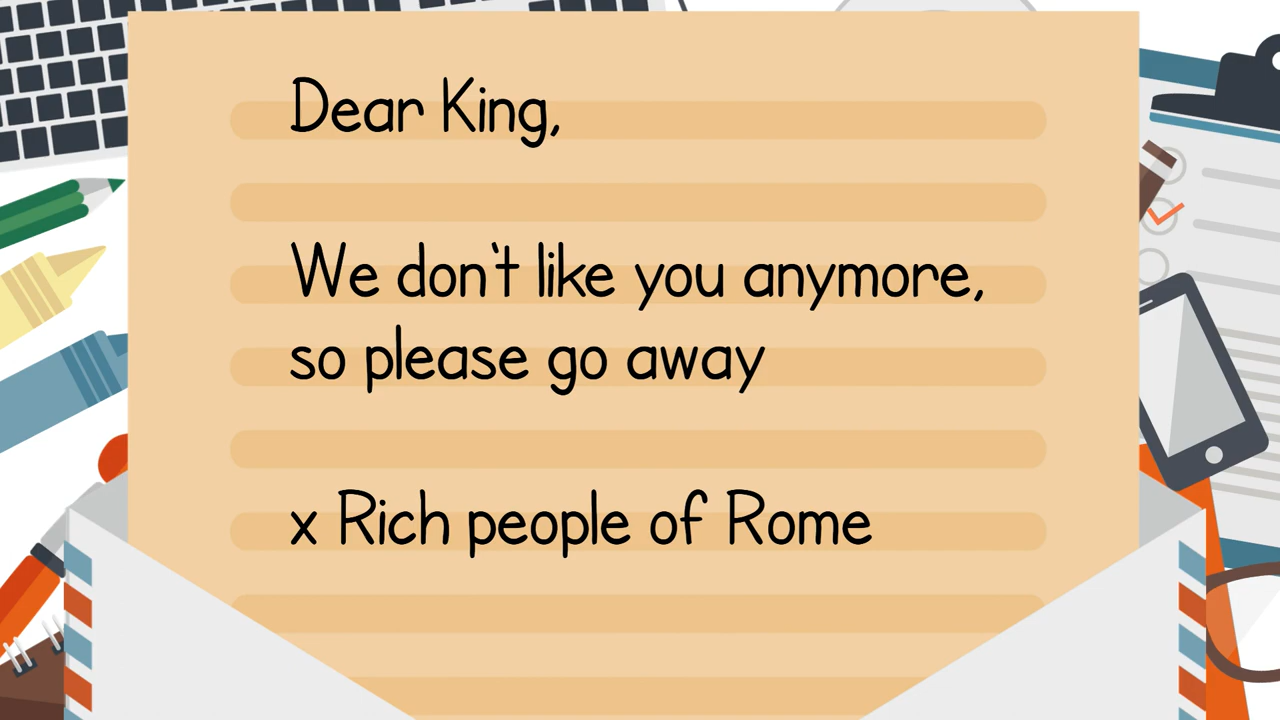 Dear King,
We don't like you anymore,
so please go away
x Rich people of Rome